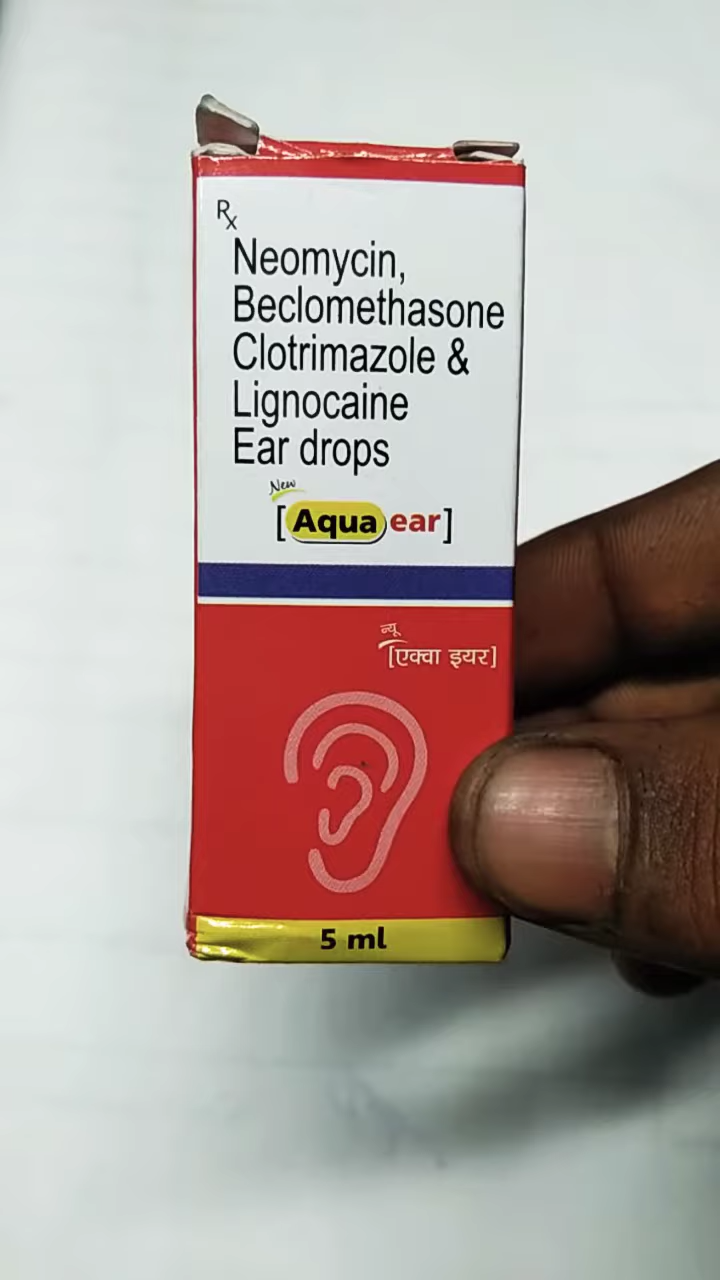 Rx
Neomycin,
Beclomethasone
Clotrimazole &
Lignocaine
Ear drops
New
[Aqua ear]
न्यू
[एक्वा इयर]
5 ml